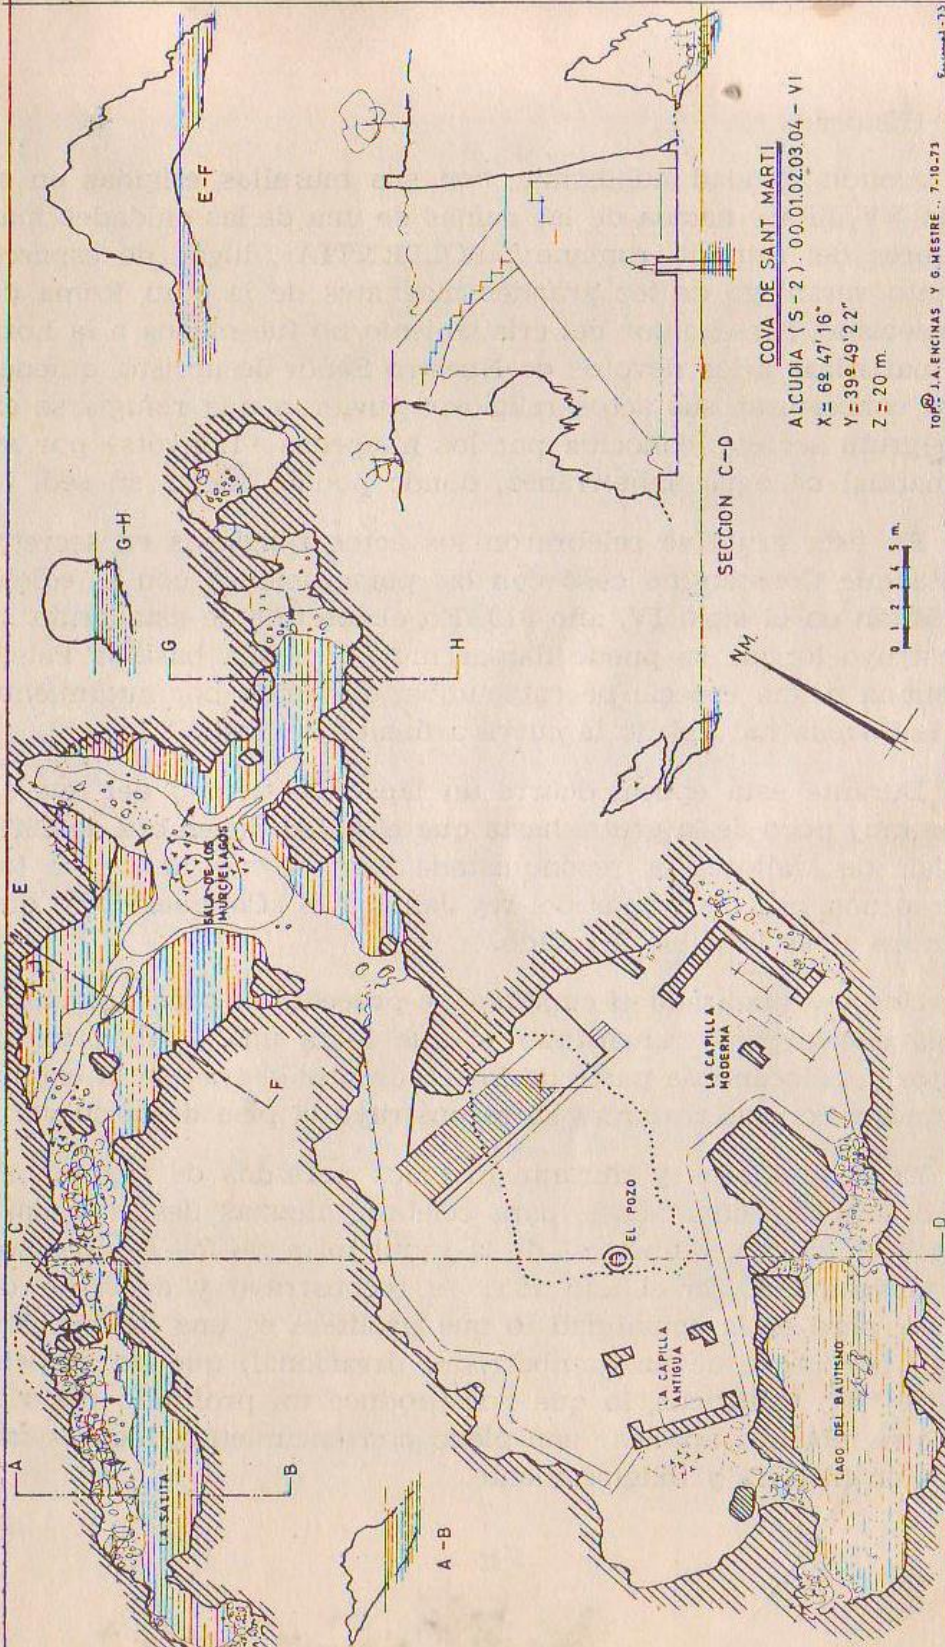 E-F
G-H
G
H
E
F
C
D
A
B
A-B
SALA DE LOS
MURCIELAGOS
LA SALITA
LA CAPILLA
MODERNA
EL POZO
LA CAPILLA
ANTIGUA
LAGO DEL BAUTISMO
SECCION C-D
N.M.
0 1 2 3 4 5 m.
COVA DE SANT MARTI
ALCUDIA (S-2). 00.01.02.03.04-VI
X = 6º 47' 16"
Y = 39º 49' 22"
Z = 20 m.
TOP. J.A. ENCINAS Y G. MESTRE.. 7-10-73